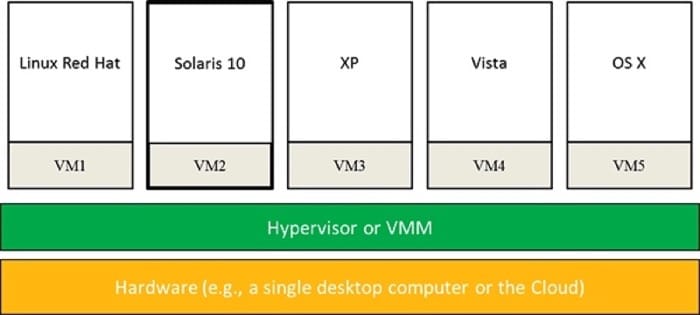 Linux Red Hat
Solaris 10
XP
Vista
OS X
VM1
VM2
VM3
VM4
VM5
Hypervisor or VMM
Hardware (e.g., a single desktop computer or the Cloud)